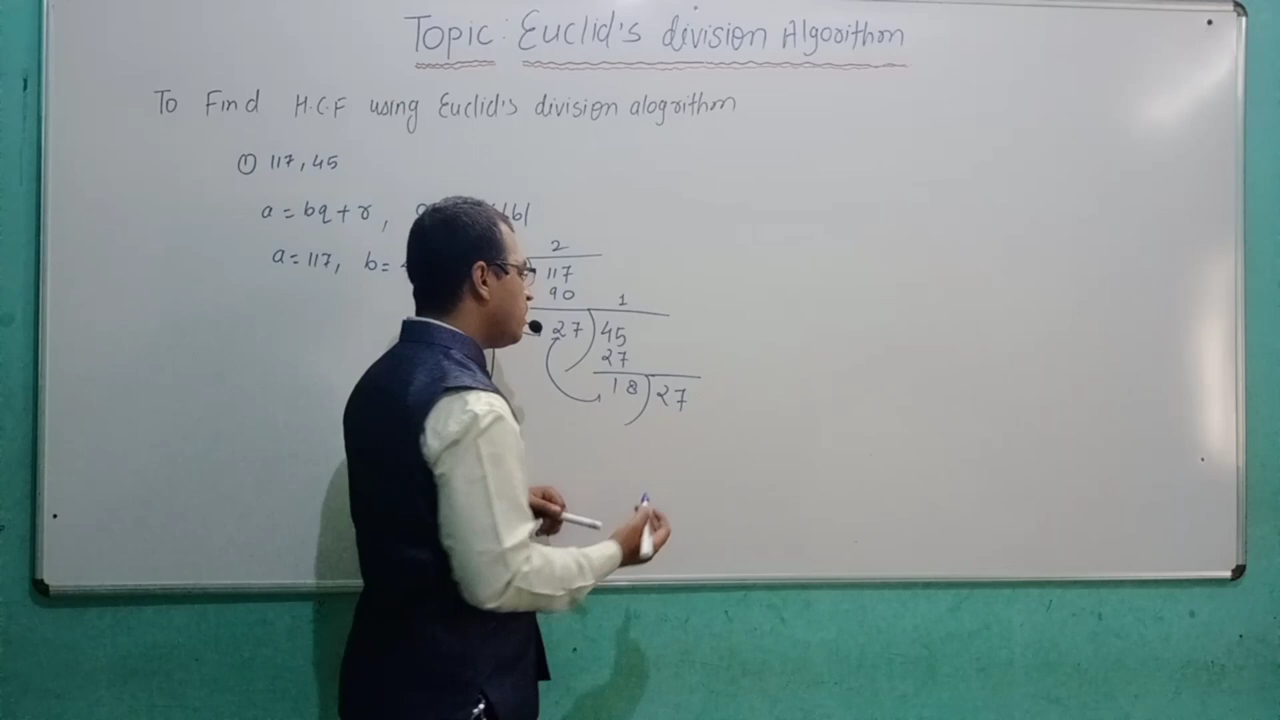 Topic: Euclid's division Algorithm
To Find H.C.F using Euclid's division alogrithm
① 117, 45
a = bq + r,
a = 117, b =
2
117
90
1
27 ) 45
27
18 ) 27